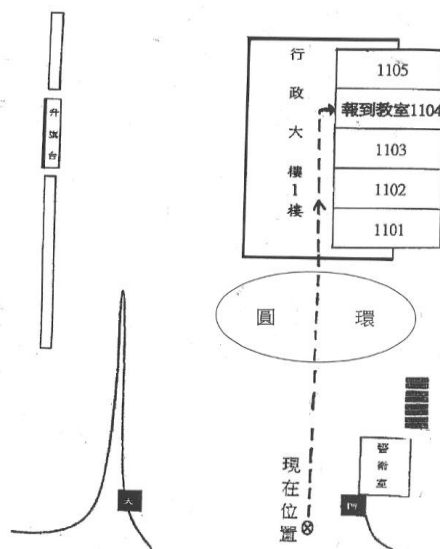 行政大樓1樓
1105
報到教室1104
1103
1102
1101
升旗台
圓環
警衛室
大
門
現在位置